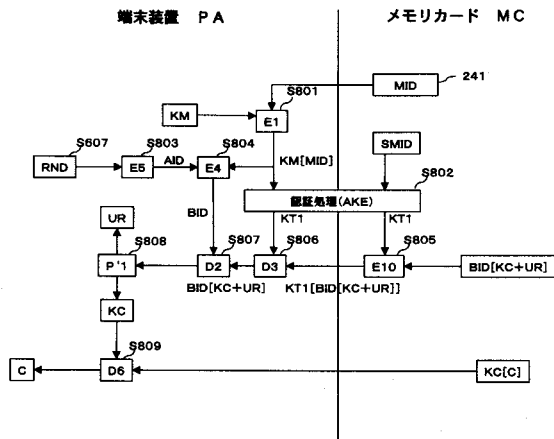 端末装置 PA
メモリカード MC
S801
MID
241
KM
E1
S607
S803
S804
SMID
RND
E5
AID
E4
KM[MID]
S802
認証処理(AKE)
UR
BID
KT1
KT1
S808
S807
S806
S805
P'1
D2
D3
E10
BID[KC+UR]
BID[KC+UR]
KT1[BID[KC+UR]]
KC
S809
C
D6
KC[C]